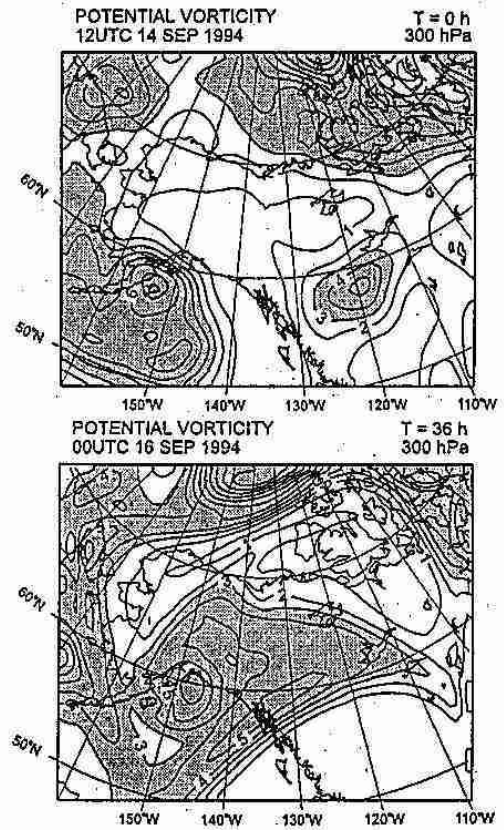 POTENTIAL VORTICITY T = 0 h
12UTC 14 SEP 1994 300 hPa
60°N
50°N
150°W 140°W 130°W 120°W 110°W
POTENTIAL VORTICITY T = 36 h
00UTC 16 SEP 1994 300 hPa
60°N
50°N
150°W 140°W 130°W 120°W 110°W